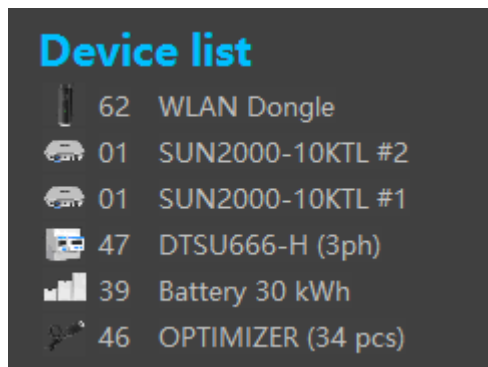 Device list
62 WLAN Dongle
01 SUN2000-10KTL #2
01 SUN2000-10KTL #1
47 DTSU666-H (3ph)
39 Battery 30 kWh
46 OPTIMIZER (34 pcs)